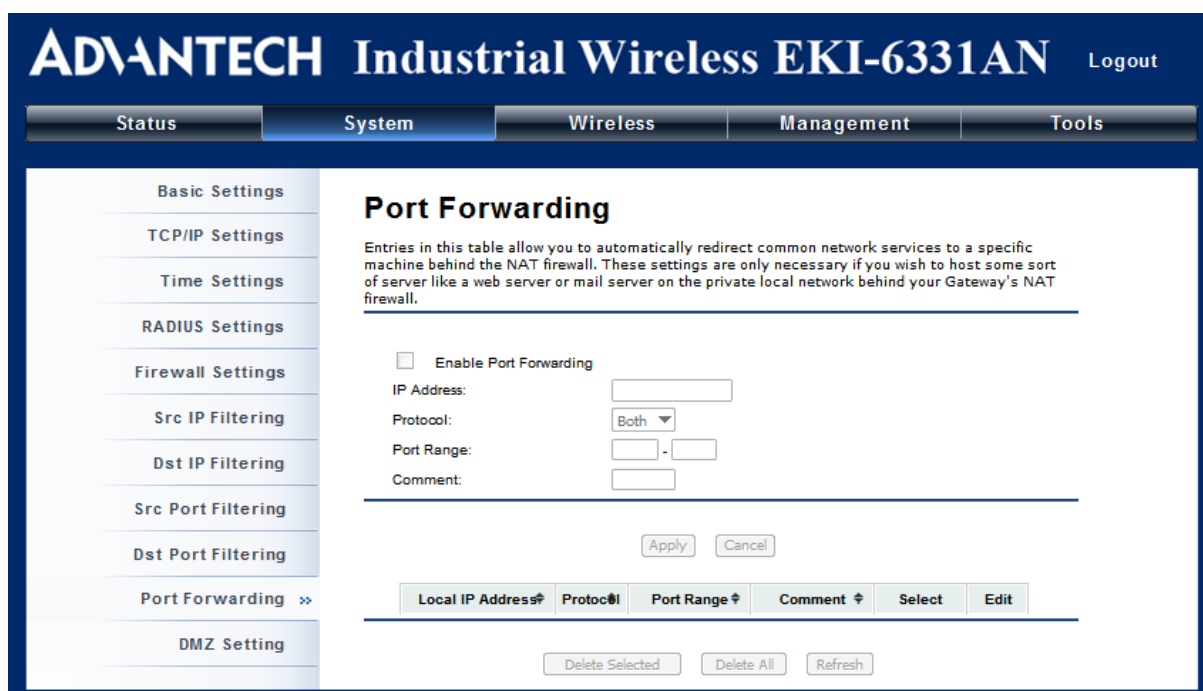 ADVANTECH Industrial Wireless EKI-6331AN Logout
Status System Wireless Management Tools
Basic Settings
TCP/IP Settings
Time Settings
RADIUS Settings
Firewall Settings
Src IP Filtering
Dst IP Filtering
Src Port Filtering
Dst Port Filtering
Port Forwarding »
DMZ Setting
Port Forwarding
Entries in this table allow you to automatically redirect common network services to a specific
machine behind the NAT firewall. These settings are only necessary if you wish to host some sort
of server like a web server or mail server on the private local network behind your Gateway's NAT
firewall.
Enable Port Forwarding
IP Address:
Protocol: Both
Port Range: -
Comment:
Apply Cancel
Local IP Address Protocol Port Range Comment Select Edit
Delete Selected Delete All Refresh